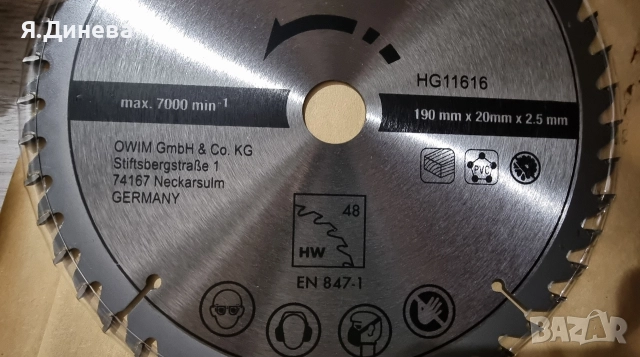 Я.Динева
HG11616
max. 7000 min-1
190 mm x 20mm x 2.5 mm
OWIM GmbH & Co. KG
Stiftsbergstraße 1
74167 Neckarsulm
GERMANY
PVC
48
HW
EN 847-1
BAZAR